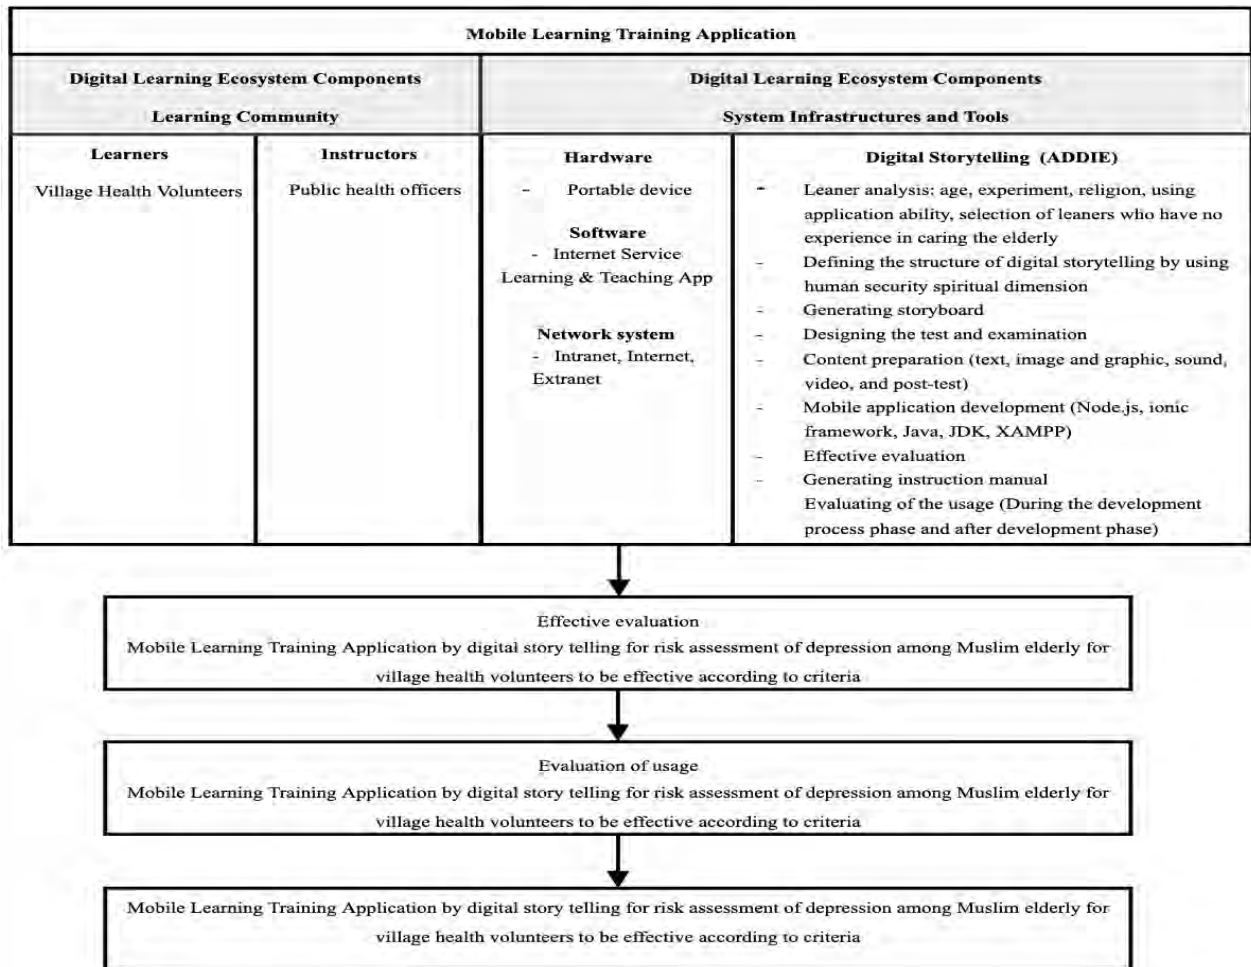 Mobile Learning Training Application
Digital Learning Ecosystem Components
Learning Community
Digital Learning Ecosystem Components
System Infrastructures and Tools
Learners
Village Health Volunteers
Instructors
Public health officers
Hardware
- Portable device
Software
- Internet Service
Learning & Teaching App
Network system
- Intranet, Internet,
Extranet
Digital Storytelling (ADDIE)
- Leaner analysis: age, experiment, religion, using
application ability, selection of leaners who have no
experience in caring the elderly
- Defining the structure of digital storytelling by using
human security spiritual dimension
- Generating storyboard
- Designing the test and examination
- Content preparation (text, image and graphic, sound,
video, and post-test)
- Mobile application development (Node.js, ionic
framework, Java, JDK, XAMPP)
- Effective evaluation
- Generating instruction manual
Evaluating of the usage (During the development
process phase and after development phase)
Effective evaluation
Mobile Learning Training Application by digital story telling for risk assessment of depression among Muslim elderly for
village health volunteers to be effective according to criteria
Evaluation of usage
Mobile Learning Training Application by digital story telling for risk assessment of depression among Muslim elderly for
village health volunteers to be effective according to criteria
Mobile Learning Training Application by digital story telling for risk assessment of depression among Muslim elderly for
village health volunteers to be effective according to criteria